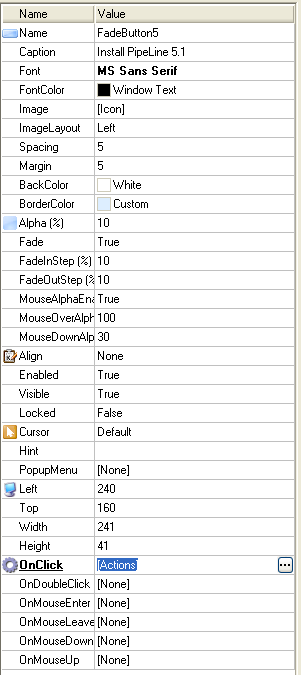 Name Value
Name FadeButton5
Caption Install PipeLine 5.1
Font MS Sans Serif
FontColor Window Text
Image [Icon]
ImageLayout Left
Spacing 5
Margin 5
BackColor White
BorderColor Custom
Alpha (%) 10
Fade True
FadeInStep (%) 10
FadeOutStep (% 10
MouseAlphaEna True
MouseOverAlph 100
MouseDownAlp 30
Align None
Enabled True
Visible True
Locked False
Cursor Default
Hint
PopupMenu [None]
Left 240
Top 160
Width 241
Height 41
OnClick [Actions]
OnDoubleClick [None]
OnMouseEnter [None]
OnMouseLeave [None]
OnMouseDown [None]
OnMouseUp [None]